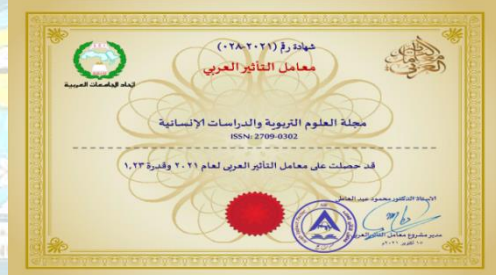 شهادة رقم (٢٠٢١-٠٢٨)
معامل التأثير العربي
اتحاد الجامعات العربية
مجلة العلوم التربوية والدراسات الإنسانية
ISSN: 2709-0302
قد حصلت على معامل التأثير العربي لعام ٢٠٢١ وقدرة ١,٢٣
الاستاذ الدكتور محمود عبد العاطي
مدير مشروع معامل التأثير العربي